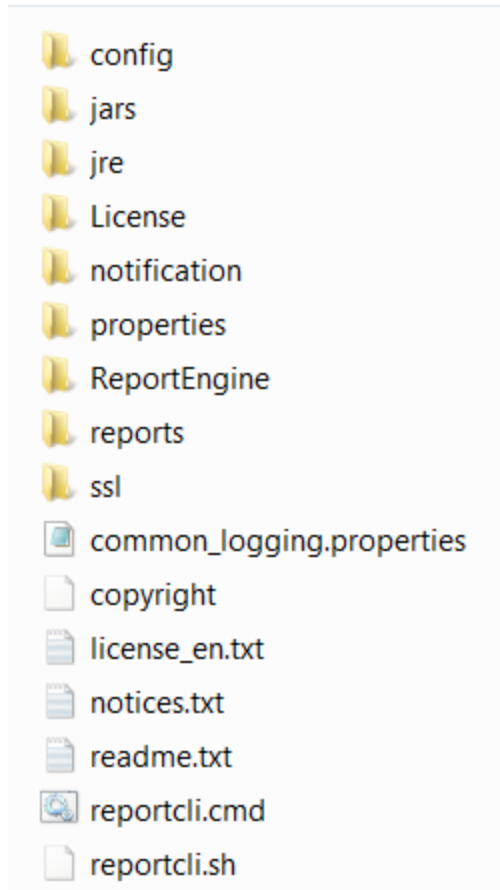 config
jars
jre
License
notification
properties
ReportEngine
reports
ssl
common_logging.properties
copyright
license_en.txt
notices.txt
readme.txt
reportcli.cmd
reportcli.sh